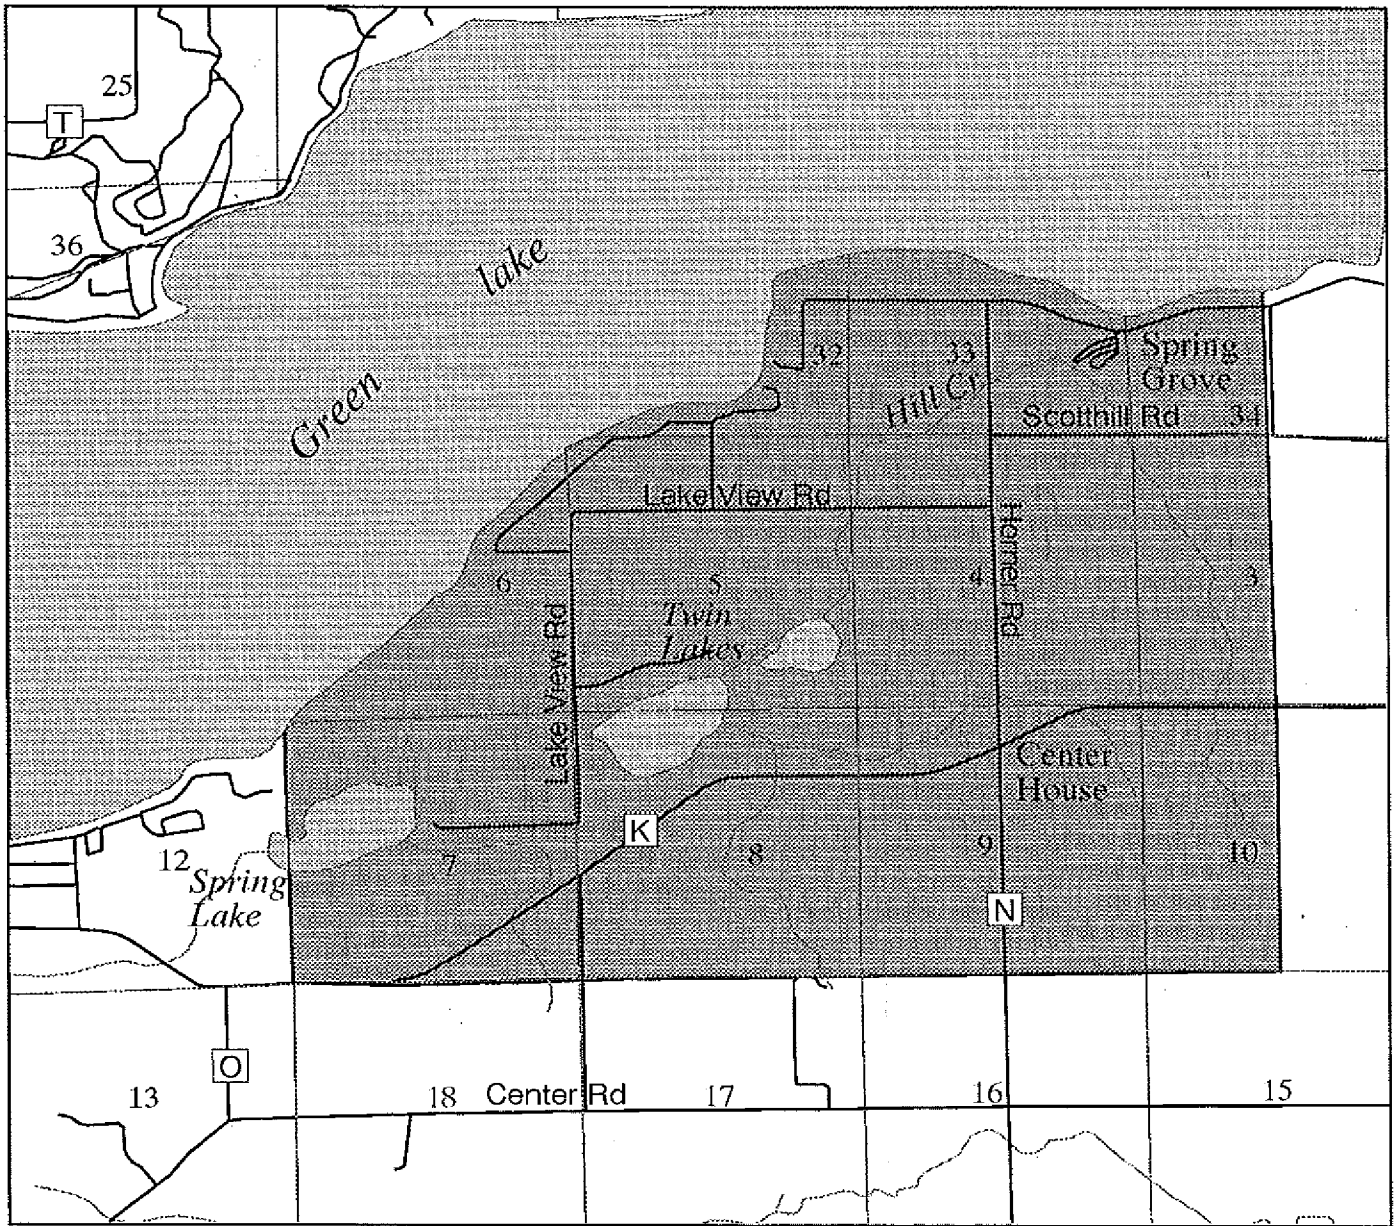 25
T
36
lake
Green
32
33
Hill Cr
Spring
Grove
Scotthill Rd
34
Lake View Rd
Horner Rd
6
5
4
3
Twin
Lakes
Lake View Rd
Center
House
K
12
7
8
9
10
Spring
Lake
N
O
13
18
Center Rd
17
16
15